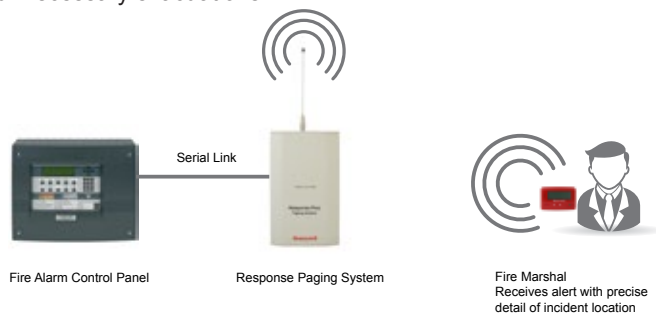 Serial Link
Honeywell
Fire Alarm Control Panel
Response Paging System
Fire Marshal
Receives alert with precise
detail of incident location